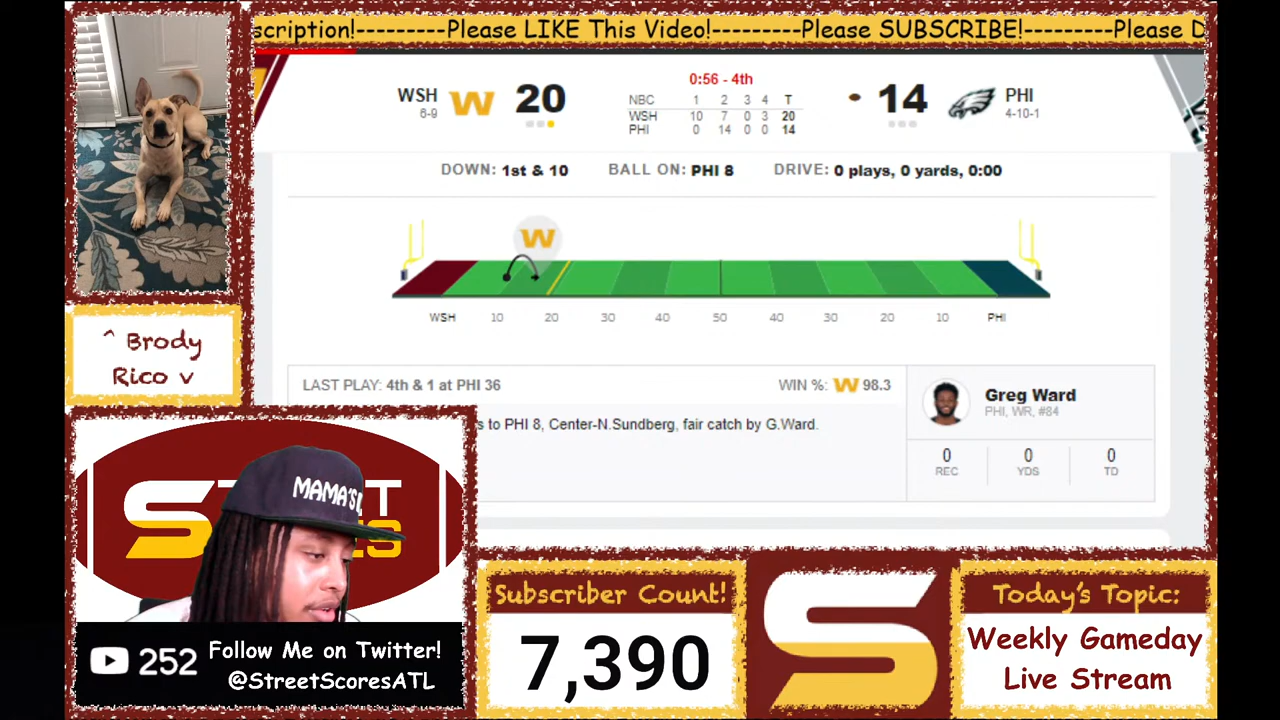 scription!---------Please LIKE This Video!---------Please SUBSCRIBE!---------Please D
WSH
6-9
W
20
0:56 - 4th
NBC 1 2 3 4 T
WSH 10 7 0 3 20
PHI 0 14 0 0 14
14
PHI
4-10-1
DOWN: 1st & 10
BALL ON: PHI 8
DRIVE: 0 plays, 0 yards, 0:00
W
WSH 10 20 30 40 50 40 30 20 10 PHI
LAST PLAY: 4th & 1 at PHI 36
WIN %: W 98.3
s to PHI 8, Center-N.Sundberg, fair catch by G.Ward.
Greg Ward
PHI, WR, #84
0 0 0
REC YDS TD
^ Brody
Rico v
MAMA'S
252
Follow Me on Twitter!
@StreetScoresATL
Subscriber Count!
7,390
S
Today's Topic:
Weekly Gameday
Live Stream